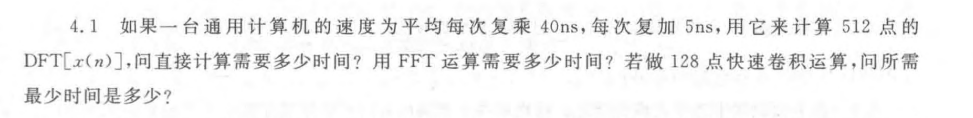 4.1 如果一台通用计算机的速度为平均每次复乘 40ns,每次复加 5ns,用它来计算 512 点的
DFT[x(n)],问直接计算需要多少时间? 用 FFT 运算需要多少时间? 若做 128 点快速卷积运算,问所需
最少时间是多少?